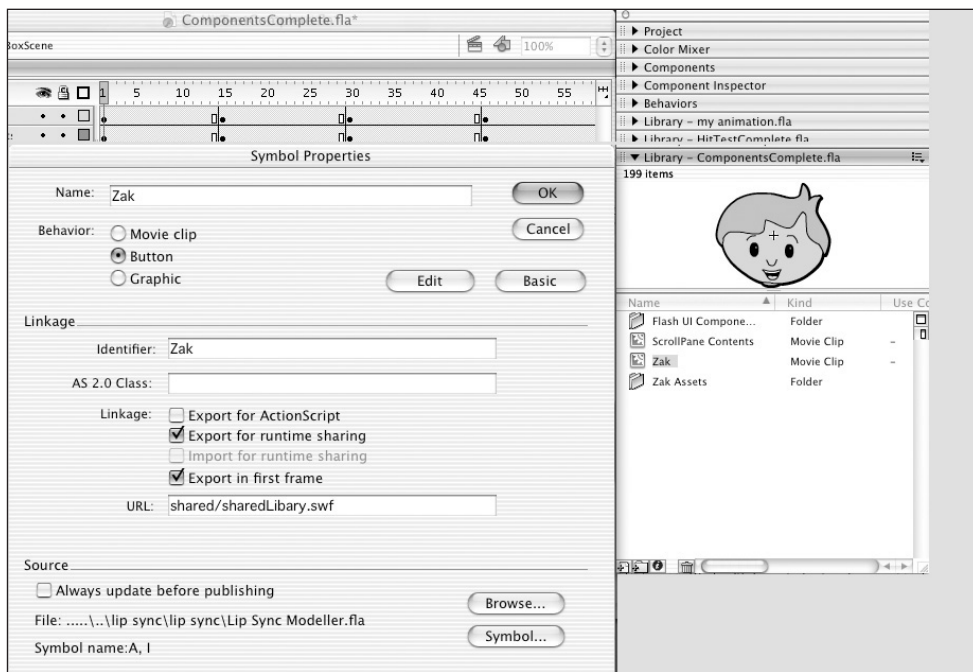 ComponentsComplete.fla*
BoxScene
100%
1 5 10 15 20 25 30 35 40 45 50 55
Symbol Properties
Name: Zak
OK
Behavior: Movie clip
Cancel
Button
Graphic
Edit
Basic
Linkage
Identifier: Zak
AS 2.0 Class:
Linkage: Export for ActionScript
Export for runtime sharing
Import for runtime sharing
Export in first frame
URL: shared/sharedLibary.swf
Source
Always update before publishing
Browse...
File: .....\..\lip sync\lip sync\Lip Sync Modeller.fla
Symbol...
Symbol name:A, I
Project
Color Mixer
Components
Component Inspector
Behaviors
Library - my animation.fla
Library - HitTestComplete.fla
Library - ComponentsComplete.fla
199 items
Name Kind Use Co
Flash UI Compone... Folder
ScrollPane Contents Movie Clip -
Zak Movie Clip -
Zak Assets Folder